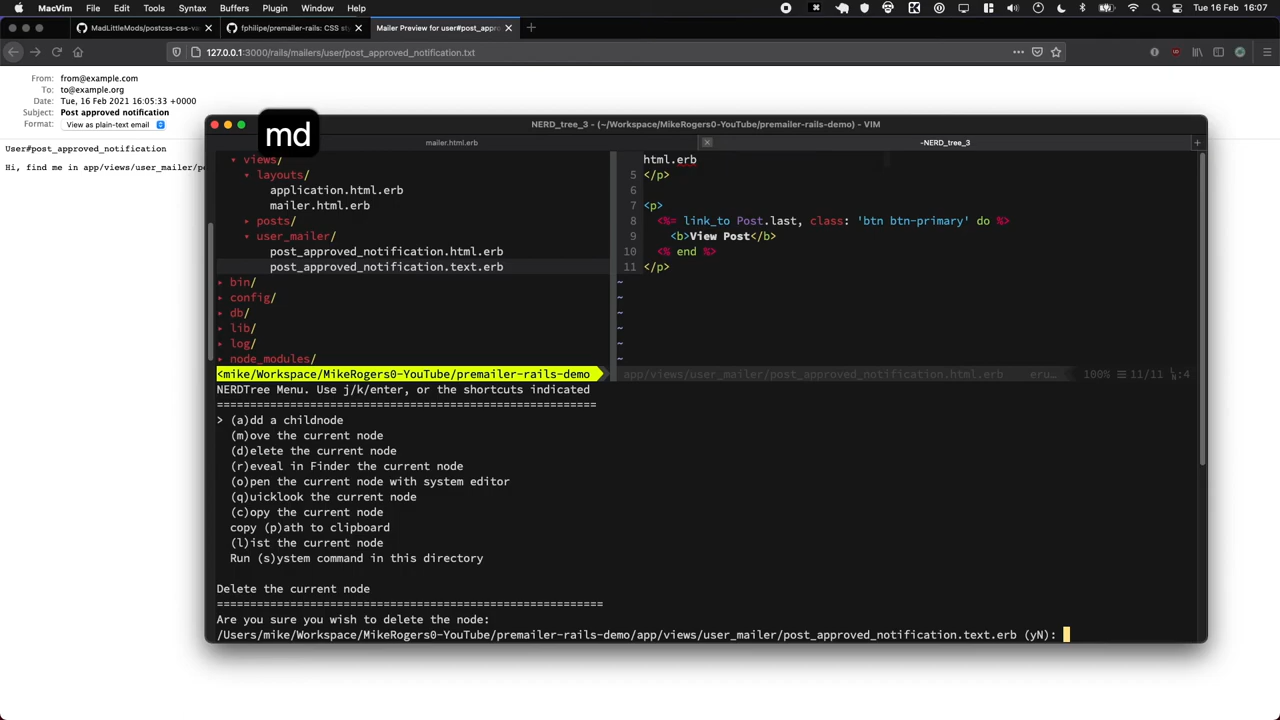 MacVim File Edit Tools Syntax Buffers Plugin Window Help
Tue 16 Feb 16:07
MadLittleMods/postcss-css-va
fphilipe/premailer-rails: CSS st
Mailer Preview for user#post_appro
127.0.0.1:3000/rails/mailers/user/post_approved_notification.txt
From: from@example.com
To: to@example.org
Date: Tue, 16 Feb 2021 16:05:33 +0000
Subject: Post approved notification
Format: View as plain-text email
User#post_approved_notification
Hi, find me in app/views/user_mailer/po
md
NERD_tree_3 - (~/Workspace/MikeRogers0-YouTube/premailer-rails-demo) - VIM
mailer.html.erb
-NERD_tree_3
▾ views/
▾ layouts/
application.html.erb
mailer.html.erb
▸ posts/
▾ user_mailer/
post_approved_notification.html.erb
post_approved_notification.text.erb
▸ bin/
▸ config/
▸ db/
▸ lib/
▸ log/
▸ node_modules/
html.erb
5 </p>
6
7 <p>
8 <%= link_to Post.last, class: 'btn btn-primary' do %>
9 <b>View Post</b>
10 <% end %>
11 </p>
~
~
~
~
~
~
<mike/Workspace/MikeRogers0-YouTube/premailer-rails-demo
app/views/user_mailer/post_approved_notification.html.erb eru… 100% ☰ 11/11 :4
NERDTree Menu. Use j/k/enter, or the shortcuts indicated
=========================================================
> (a)dd a childnode
(m)ove the current node
(d)elete the current node
(r)eveal in Finder the current node
(o)pen the current node with system editor
(q)uicklook the current node
(c)opy the current node
copy (p)ath to clipboard
(l)ist the current node
Run (s)ystem command in this directory
Delete the current node
==========================================================
Are you sure you wish to delete the node:
/Users/mike/Workspace/MikeRogers0-YouTube/premailer-rails-demo/app/views/user_mailer/post_approved_notification.text.erb (yN):